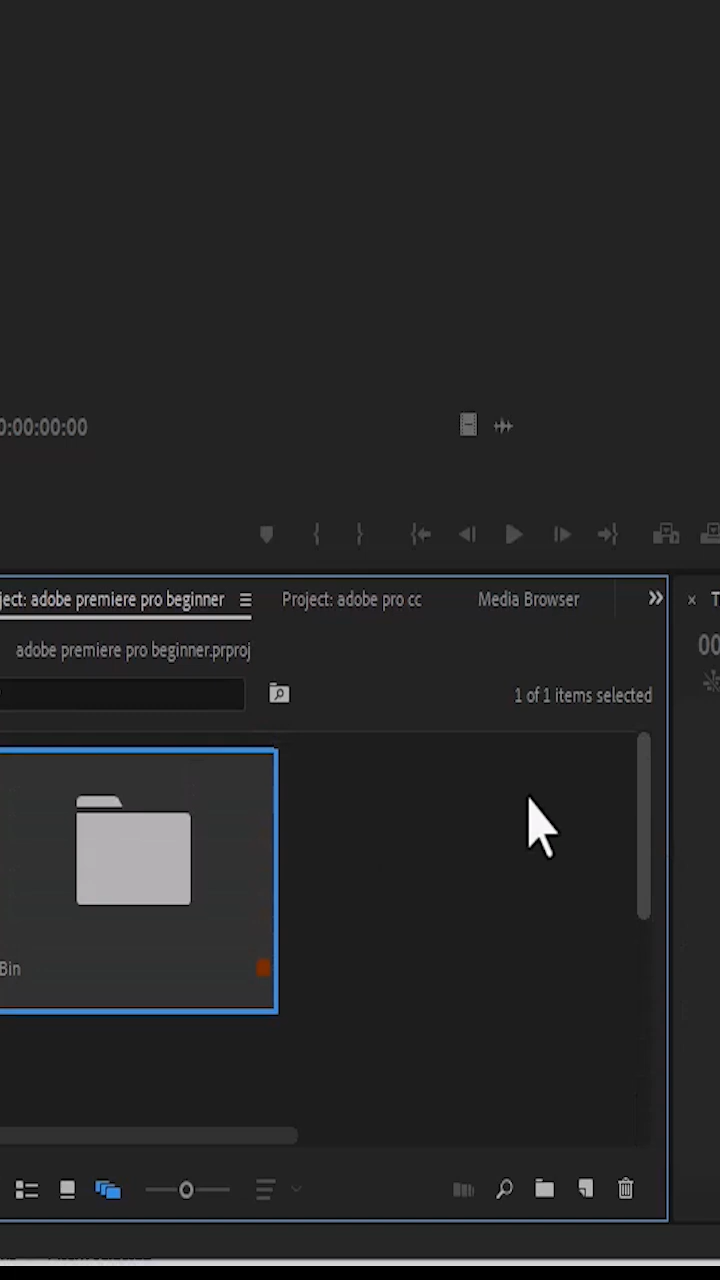 0:00:00:00
ject: adobe premiere pro beginner
Project: adobe pro cc
Media Browser
T
adobe premiere pro beginner.prproj
00
1 of 1 items selected
Bin